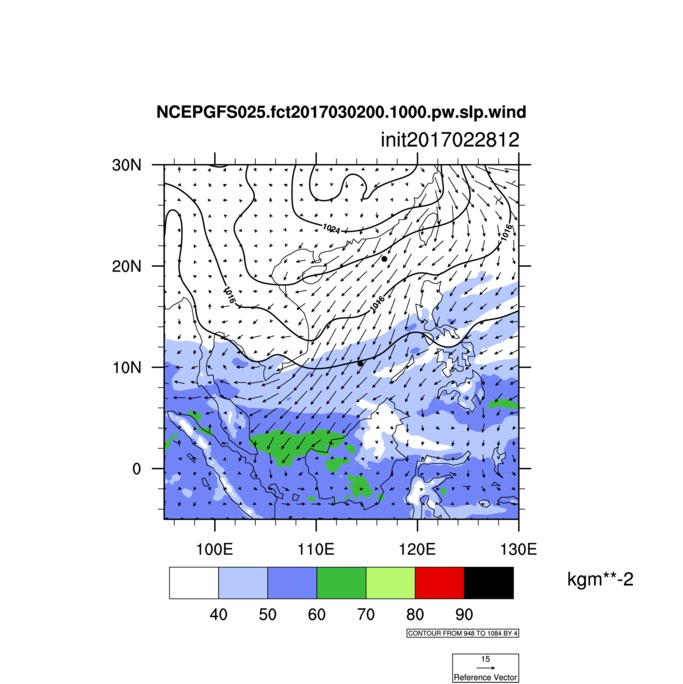 NCEPGFS025.fct2017030200.1000.pw.slp.wind
init2017022812
30N
20N
10N
0
1024
1016
1016
1016
100E 110E 120E 130E
40 50 60 70 80 90
kgm**-2
CONTOUR FROM 948 TO 1084 BY 4
15
Reference Vector